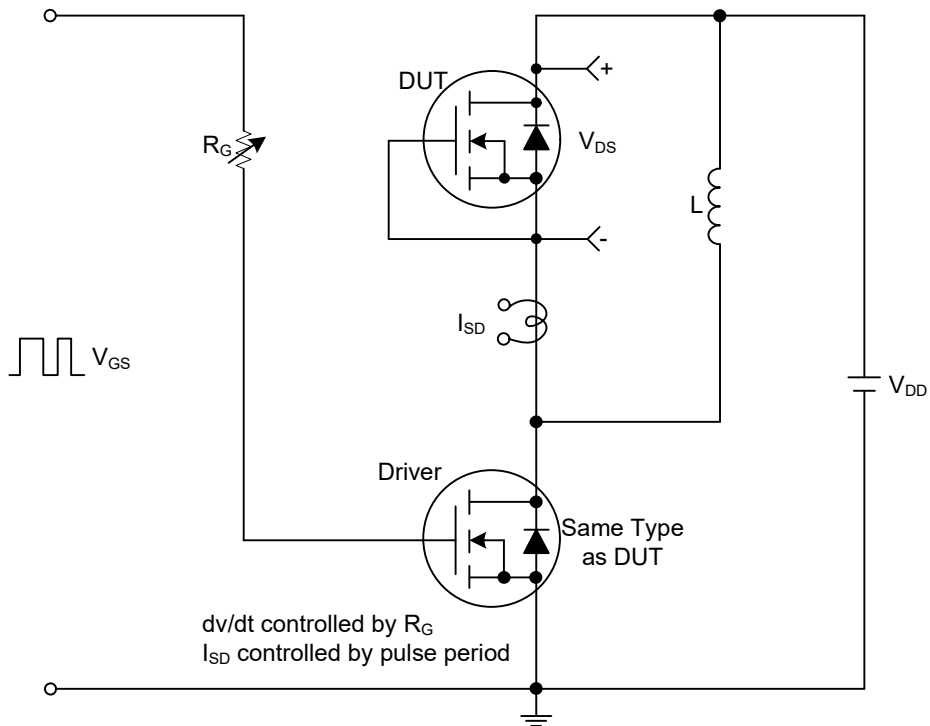 DUT
+
R_G
V_DS
L
-
I_SD
V_GS
V_DD
Driver
Same Type
as DUT
dv/dt controlled by R_G
I_SD controlled by pulse period